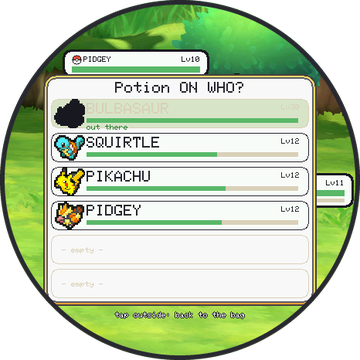 PIDGEY Lv10
Potion ON WHO?
BULBASAUR
out there
SQUIRTLE Lv12
PIKACHU Lv12
Lv11
PIDGEY Lv12
- empty -
- empty -
tap outside: back to the bag